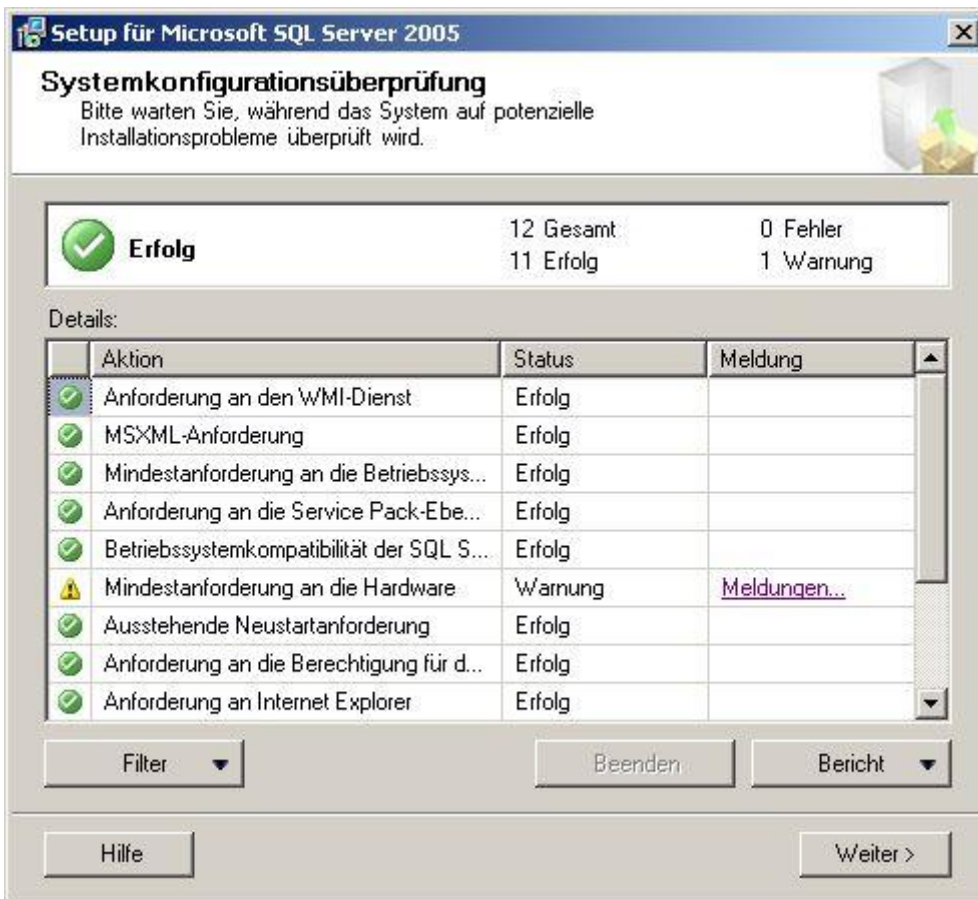 Setup für Microsoft SQL Server 2005
Systemkonfigurationsüberprüfung
Bitte warten Sie, während das System auf potenzielle
Installationsprobleme überprüft wird.
Erfolg
12 Gesamt 0 Fehler
11 Erfolg 1 Warnung
Details:
Aktion Status Meldung
Anforderung an den WMI-Dienst Erfolg
MSXML-Anforderung Erfolg
Mindestanforderung an die Betriebssys... Erfolg
Anforderung an die Service Pack-Ebe... Erfolg
Betriebssystemkompatibilität der SQL S... Erfolg
Mindestanforderung an die Hardware Warnung Meldungen...
Ausstehende Neustartanforderung Erfolg
Anforderung an die Berechtigung für d... Erfolg
Anforderung an Internet Explorer Erfolg
Filter Beenden Bericht
Hilfe Weiter >